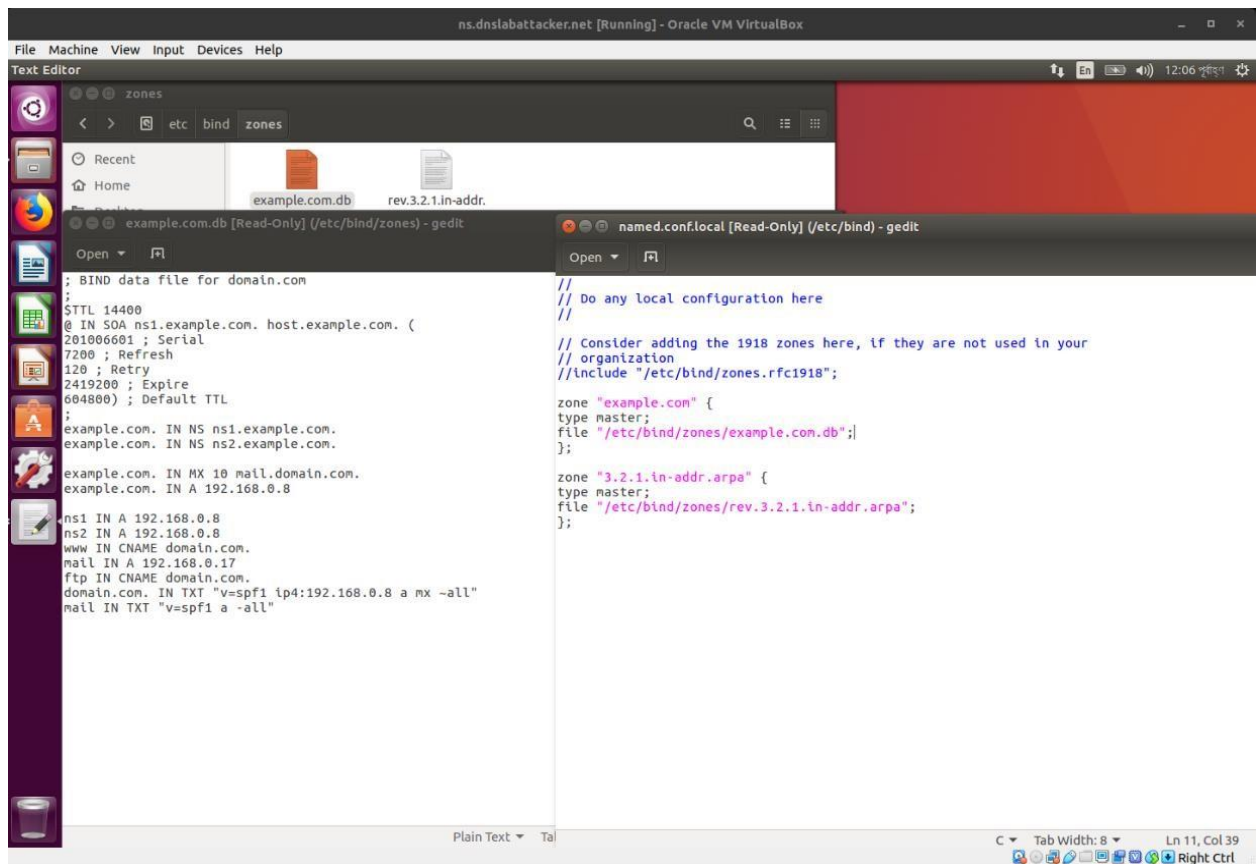 ns.dnslabattacker.net [Running] - Oracle VM VirtualBox
File Machine View Input Devices Help
Text Editor
En
12:06 পূর্বাহ্ণ
zones
etc bind zones
Recent
Home
example.com.db
rev.3.2.1.in-addr.
example.com.db [Read-Only] (/etc/bind/zones) - gedit
Open
; BIND data file for domain.com
;
$TTL 14400
@ IN SOA ns1.example.com. host.example.com. (
201006601 ; Serial
7200 ; Refresh
120 ; Retry
2419200 ; Expire
604800) ; Default TTL
;
example.com. IN NS ns1.example.com.
example.com. IN NS ns2.example.com.
example.com. IN MX 10 mail.domain.com.
example.com. IN A 192.168.0.8
ns1 IN A 192.168.0.8
ns2 IN A 192.168.0.8
www IN CNAME domain.com.
mail IN A 192.168.0.17
ftp IN CNAME domain.com.
domain.com. IN TXT "v=spf1 ip4:192.168.0.8 a mx ~all"
mail IN TXT "v=spf1 a -all"
Plain Text
named.conf.local [Read-Only] (/etc/bind) - gedit
Open
//
// Do any local configuration here
//
// Consider adding the 1918 zones here, if they are not used in your
// organization
//include "/etc/bind/zones.rfc1918";
zone "example.com" {
type master;
file "/etc/bind/zones/example.com.db";
};
zone "3.2.1.in-addr.arpa" {
type master;
file "/etc/bind/zones/rev.3.2.1.in-addr.arpa";
};
C Tab Width: 8 Ln 11, Col 39
Right Ctrl